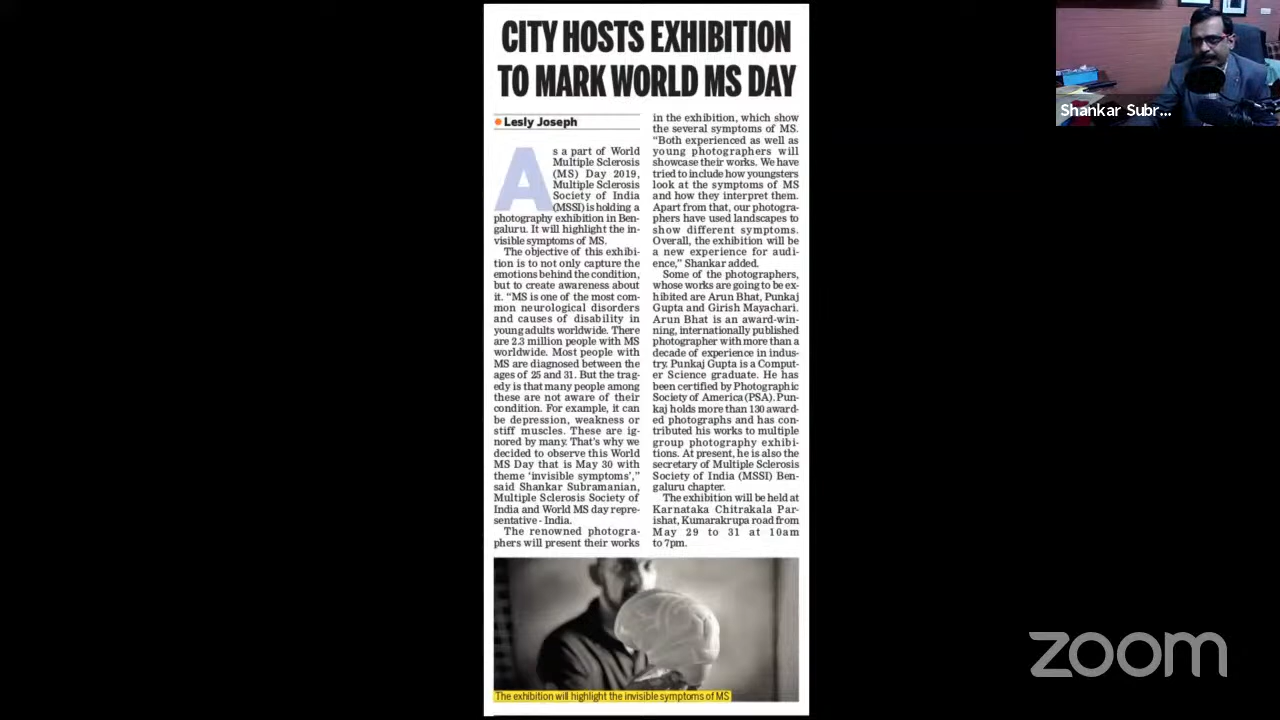 CITY HOSTS EXHIBITION
TO MARK WORLD MS DAY
Lesly Joseph
As a part of World
Multiple Sclerosis
(MS) Day 2019,
Multiple Sclerosis
Society of India
(MSSI) is holding a
photography exhibition in Ben-
galuru. It will highlight the in-
visible symptoms of MS.
The objective of this exhibi-
tion is to not only capture the
emotions behind the condition,
but to create awareness about
it. “MS is one of the most com-
mon neurological disorders
and causes of disability in
young adults worldwide. There
are 2.3 million people with MS
worldwide. Most people with
MS are diagnosed between the
ages of 25 and 31. But the trag-
edy is that many people among
these are not aware of their
condition. For example, it can
be depression, weakness or
stiff muscles. These are ig-
nored by many. That’s why we
decided to observe this World
MS Day that is May 30 with
theme ‘invisible symptoms’,”
said Shankar Subramanian,
Multiple Sclerosis Society of
India and World MS day repre-
sentative - India.
The renowned photogra-
phers will present their works
in the exhibition, which show
the several symptoms of MS.
“Both experienced as well as
young photographers will
showcase their works. We have
tried to include how youngsters
look at the symptoms of MS
and how they interpret them.
Apart from that, our photogra-
phers have used landscapes to
show different symptoms.
Overall, the exhibition will be
a new experience for audi-
ence,” Shankar added.
Some of the photographers,
whose works are going to be ex-
hibited are Arun Bhat, Punkaj
Gupta and Girish Mayachari.
Arun Bhat is an award-win-
ning, internationally published
photographer with more than a
decade of experience in indus-
try. Punkaj Gupta is a Comput-
er Science graduate. He has
been certified by Photographic
Society of America (PSA). Pun-
kaj holds more than 130 award-
ed photographs and has con-
tributed his works to multiple
group photography exhibi-
tions. At present, he is also the
secretary of Multiple Sclerosis
Society of India (MSSI) Ben-
galuru chapter.
The exhibition will be held at
Karnataka Chitrakala Par-
ishat, Kumarakrupa road from
May 29 to 31 at 10am
to 7pm.
The exhibition will highlight the invisible symptoms of MS
Shankar Subr...
zoom